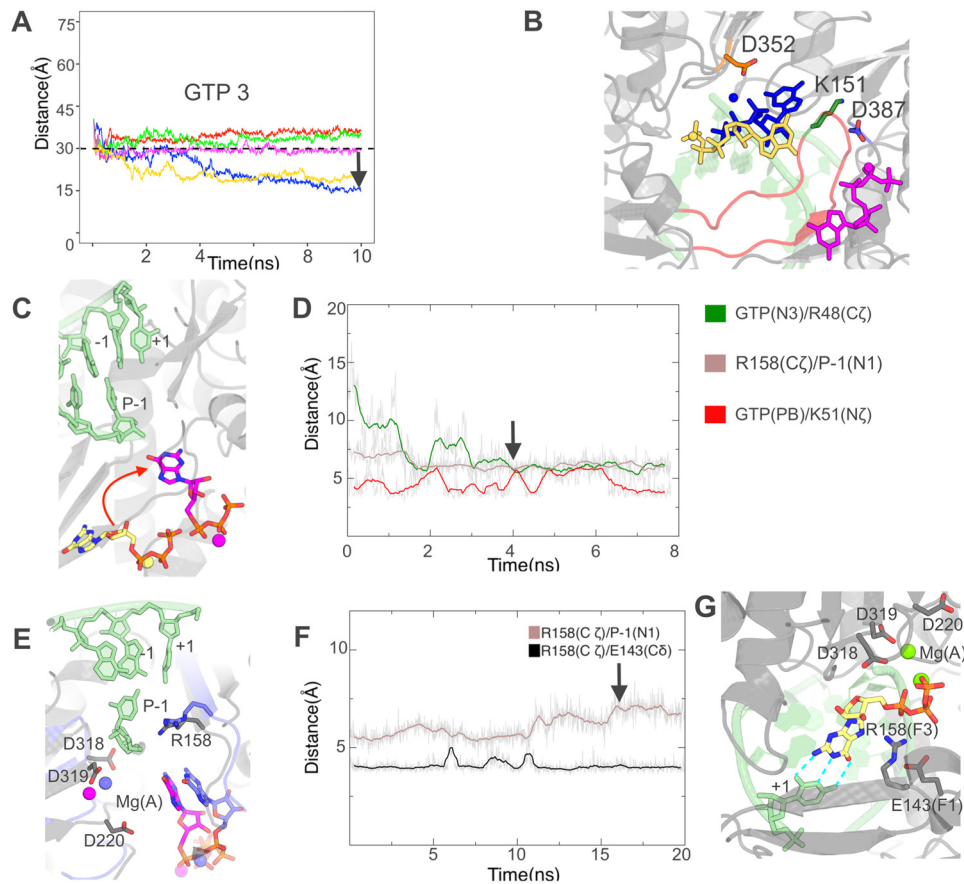 A
Distance(Å)
75
60
45
30
15
0
GTP 3
2
4
6
8
10
Time(ns)
B
D352
K151
D387
C
-1
+1
P-1
D
Distance(Å)
20
15
10
5
0
2
4
6
8
Time(ns)
GTP(N3)/R48(Cζ)
R158(Cζ)/P-1(N1)
GTP(PB)/K51(Nζ)
E
-1
+1
P-1
R158
D318
D319
Mg(A)
D220
F
Distance(Å)
10
5
R158(C ζ)/P-1(N1)
R158(C ζ)/E143(Cδ)
5
10
15
20
Time(ns)
G
D319
D220
D318
Mg(A)
R158(F3)
+1
E143(F1)